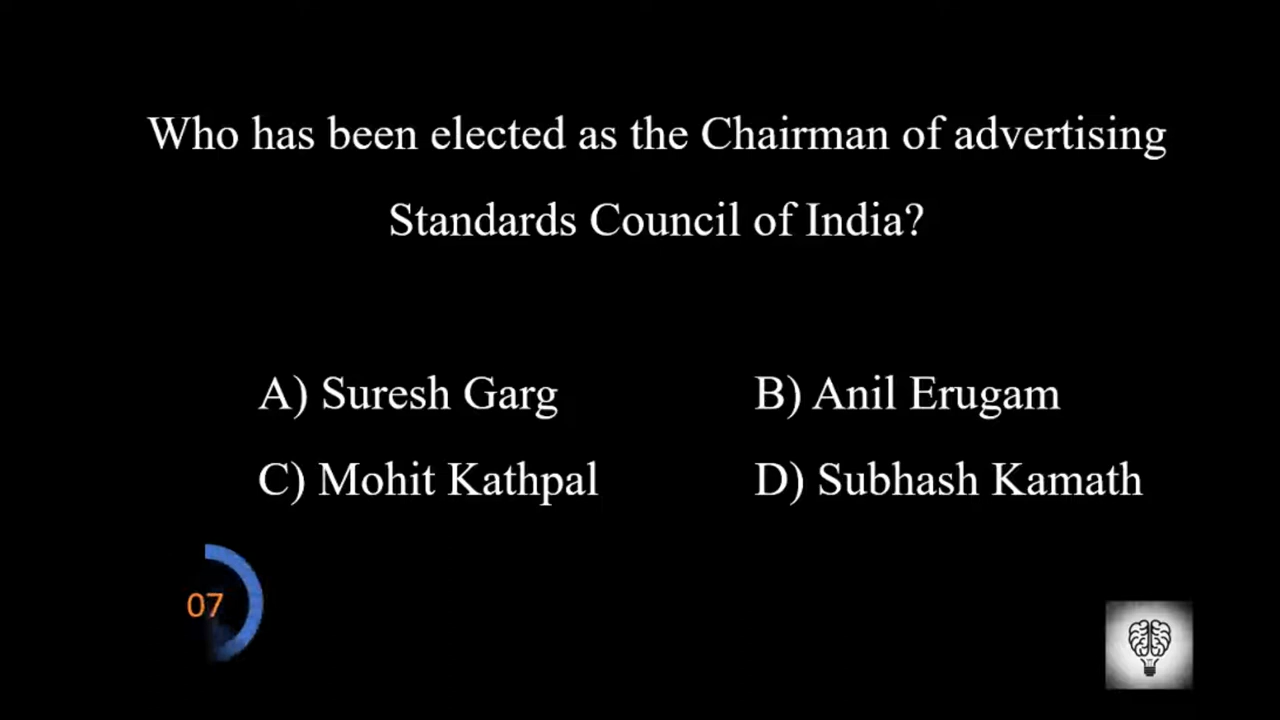 Who has been elected as the Chairman of advertising
Standards Council of India?
A) Suresh Garg
B) Anil Erugam
C) Mohit Kathpal
D) Subhash Kamath
07